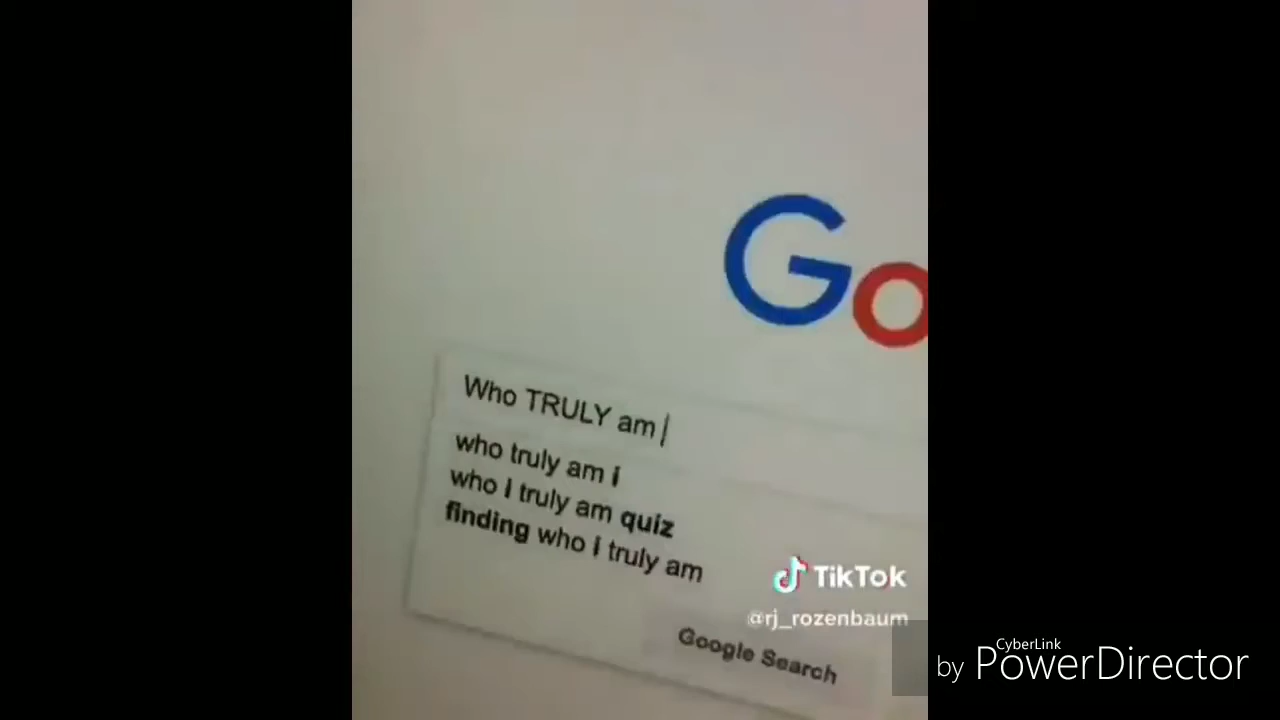 Go
Who TRULY am
who truly am i
who i truly am quiz
finding who i truly am
Google Search
TikTok
@rj_rozenbaum
CyberLink
by PowerDirector